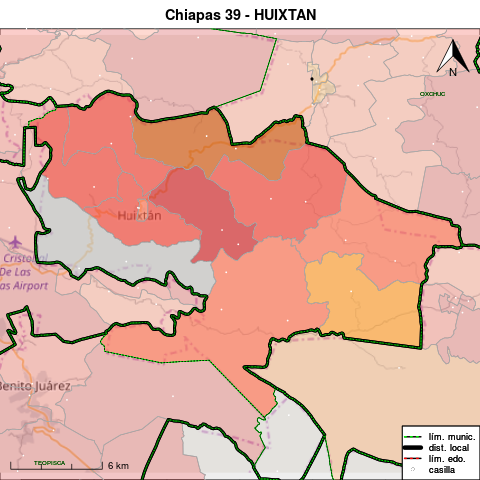 Chiapas 39 - HUIXTAN
N
OXCHUC
Huixtán
Cristóbal
De Las
as Airport
Benito Juárez
TEOPISCA
6 km
lím. munic.
dist. local
lím. edo.
casilla